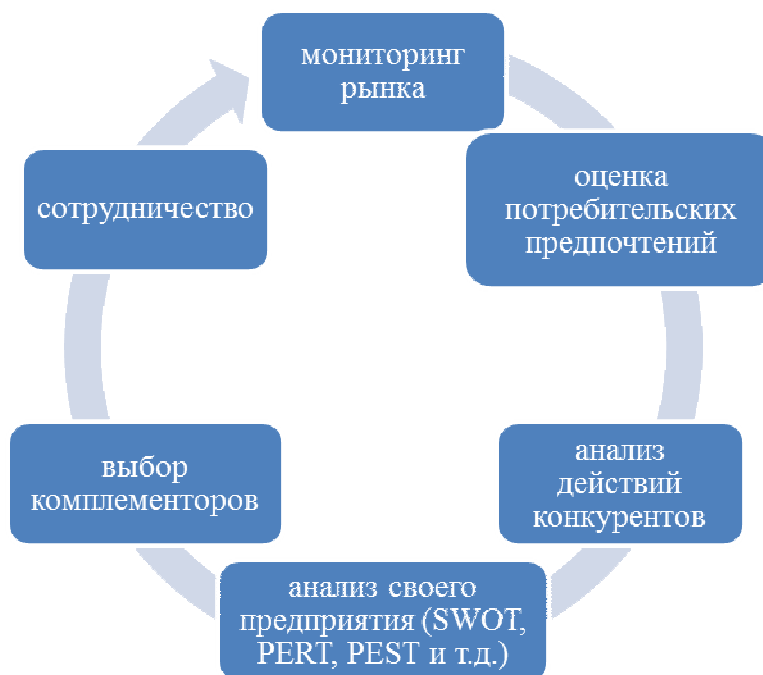 мониторинг
рынка
оценка
потребительских
предпочтений
анализ
действий
конкурентов
анализ своего
предприятия (SWOT,
PERT, PEST и т.д.)
выбор
комплементоров
сотрудничество